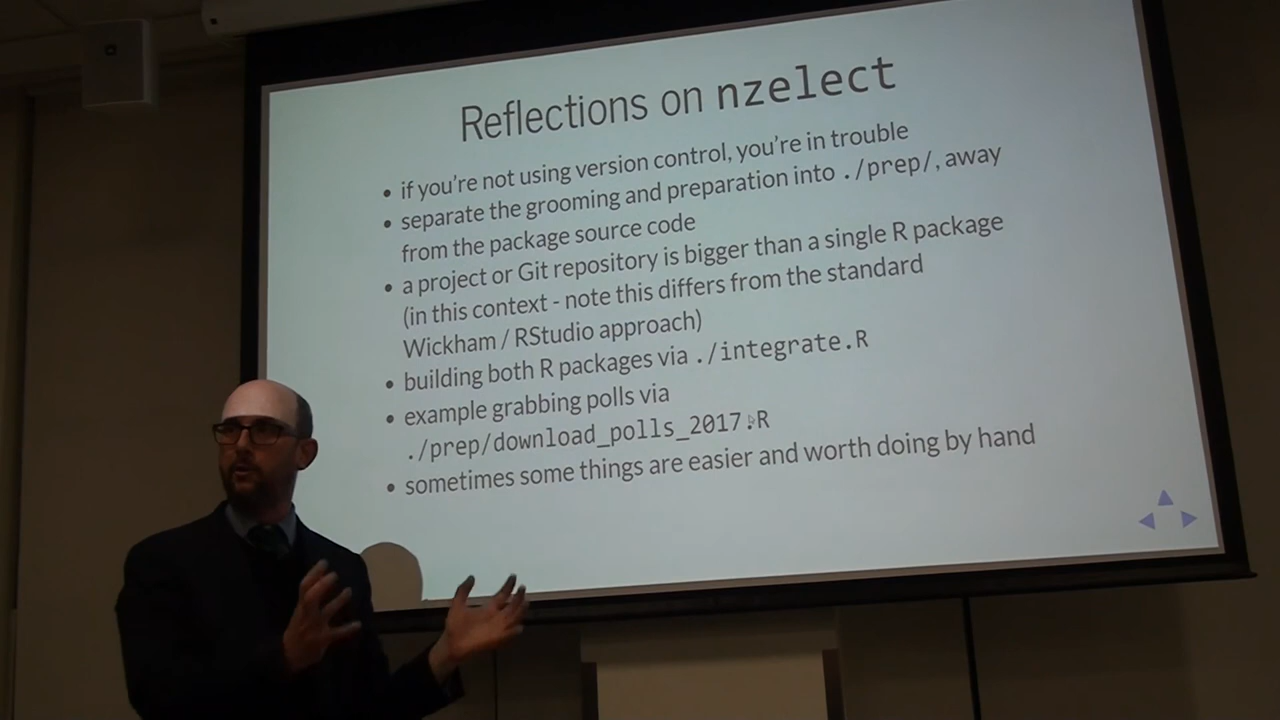 Reflections on nzelect
• if you're not using version control, you're in trouble
• separate the grooming and preparation into ./prep/, away
from the package source code
• a project or Git repository is bigger than a single R package
(in this context - note this differs from the standard
Wickham / RStudio approach)
• building both R packages via ./integrate.R
• example grabbing polls via
./prep/download_polls_2017.R
• sometimes some things are easier and worth doing by hand